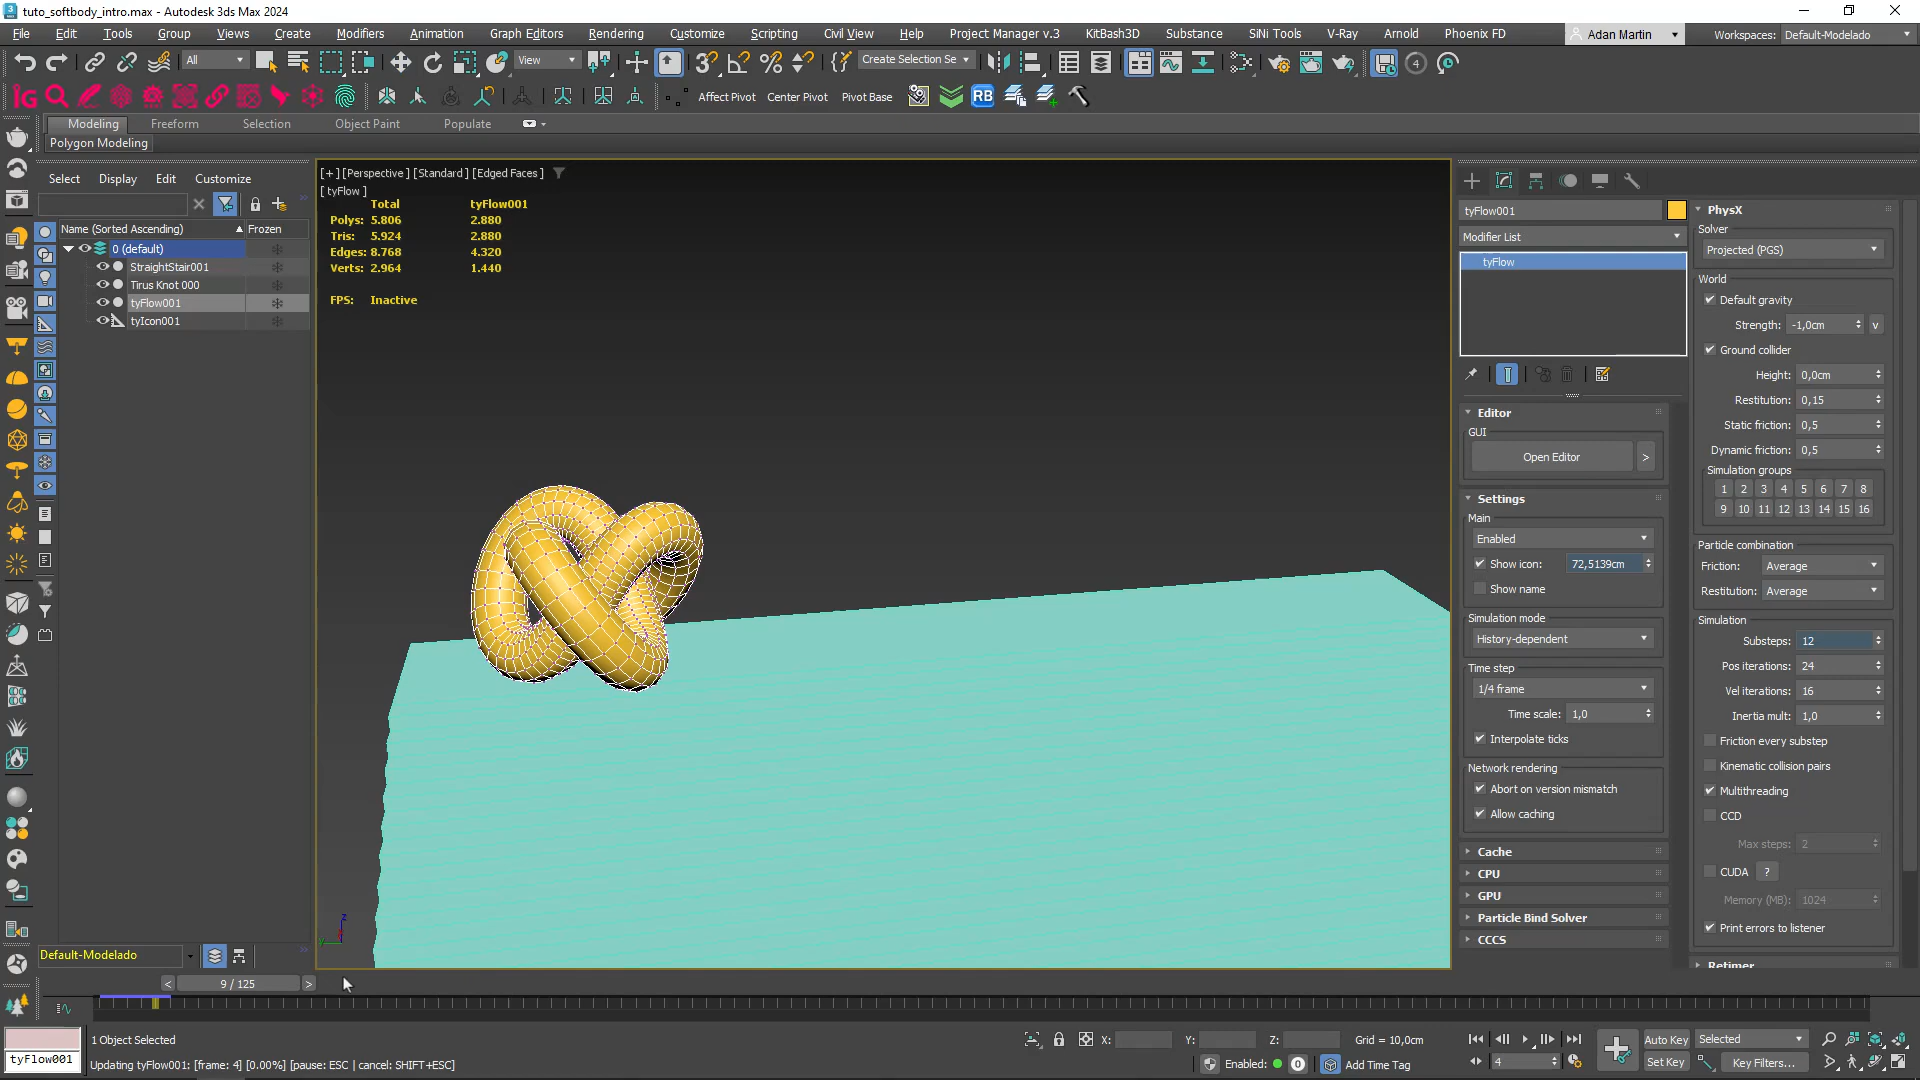 tuto_softbody_intro.max - Autodesk 3ds Max 2024
File Edit Tools Group Views Create Modifiers Animation Graph Editors Rendering Customize Scripting Civil View Help Project Manager v.3 KitBash3D Substance SiNi Tools V-Ray Arnold Phoenix FD Adan Martin Workspaces: Default-Modelado
All View Create Selection Se
Affect Pivot Center Pivot Pivot Base RB
Modeling Freeform Selection Object Paint Populate
Polygon Modeling
Select Display Edit Customize
Name (Sorted Ascending) Frozen
0 (default)
StraightStair001
Tirus Knot 000
tyFlow001
tyIcon001
Default-Modelado
[+] [Perspective] [Standard] [Edged Faces]
[ tyFlow ]
Total tyFlow001
Polys: 5.806 2.880
Tris: 5.924 2.880
Edges: 8.768 4.320
Verts: 2.964 1.440
FPS: Inactive
tyFlow001
Modifier List
tyFlow
Editor
GUI
Open Editor >
Settings
Main
Enabled
Show icon: 72,5139cm
Show name
Simulation mode
History-dependent
Time step
1/4 frame
Time scale: 1,0
Interpolate ticks
Network rendering
Abort on version mismatch
Allow caching
Cache
CPU
GPU
Particle Bind Solver
CCCS
PhysX
Solver
Projected (PGS)
World
Default gravity
Strength: -1,0cm v
Ground collider
Height: 0,0cm
Restitution: 0,15
Static friction: 0,5
Dynamic friction: 0,5
Simulation groups
1 2 3 4 5 6 7 8
9 10 11 12 13 14 15 16
Particle combination
Friction: Average
Restitution: Average
Simulation
Substeps: 12
Pos iterations: 24
Vel iterations: 16
Inertia mult: 1,0
Friction every substep
Kinematic collision pairs
Multithreading
CCD
Max steps: 2
CUDA ?
Memory (MB): 1024
Print errors to listener
Retimer
< 9 / 125 >
1 Object Selected
X: Y: Z: Grid = 10,0cm
Auto Key Selected
tyFlow001
Updating tyFlow001: [frame: 4] [0.00%] [pause: ESC | cancel: SHIFT+ESC]
Enabled: 0 Add Time Tag
4 Set Key Key Filters...